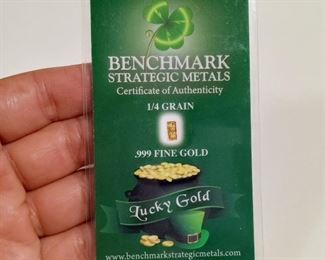 BENCHMARK
STRATEGIC METALS
Certificate of Authenticity
1/4 GRAIN
.999 FINE GOLD
Lucky Gold
www.benchmarkstrategicmetals.com